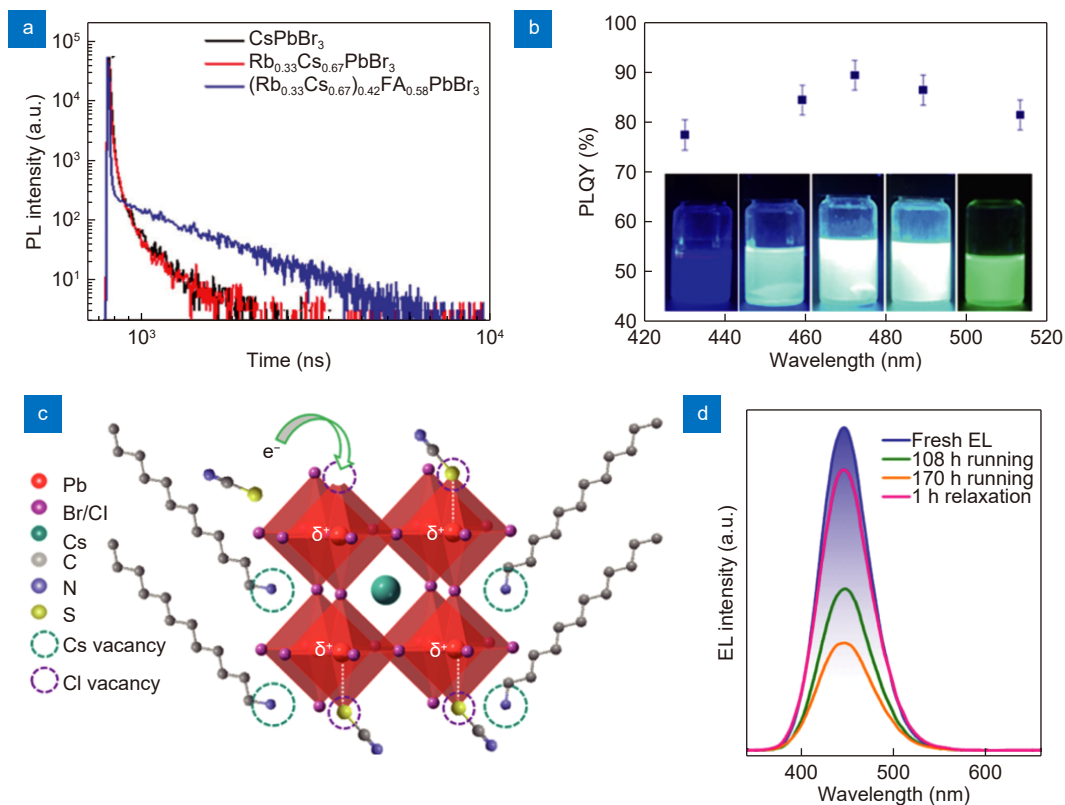 a
PL intensity (a.u.)
10⁵
10⁴
10³
10²
10¹
CsPbBr₃
Rb₀.₃₃Cs₀.₆₇PbBr₃
(Rb₀.₃₃Cs₀.₆₇)₀.₄₂FA₀.₅₈PbBr₃
10³
10⁴
Time (ns)
b
PLQY (%)
100
90
80
70
60
50
40
420
440
460
480
500
520
Wavelength (nm)
c
Pb
Br/Cl
Cs
C
N
S
Cs vacancy
Cl vacancy
e⁻
δ⁺
δ⁺
δ⁺
δ⁺
d
EL intensity (a.u.)
Fresh EL
108 h running
170 h running
1 h relaxation
400
500
600
Wavelength (nm)